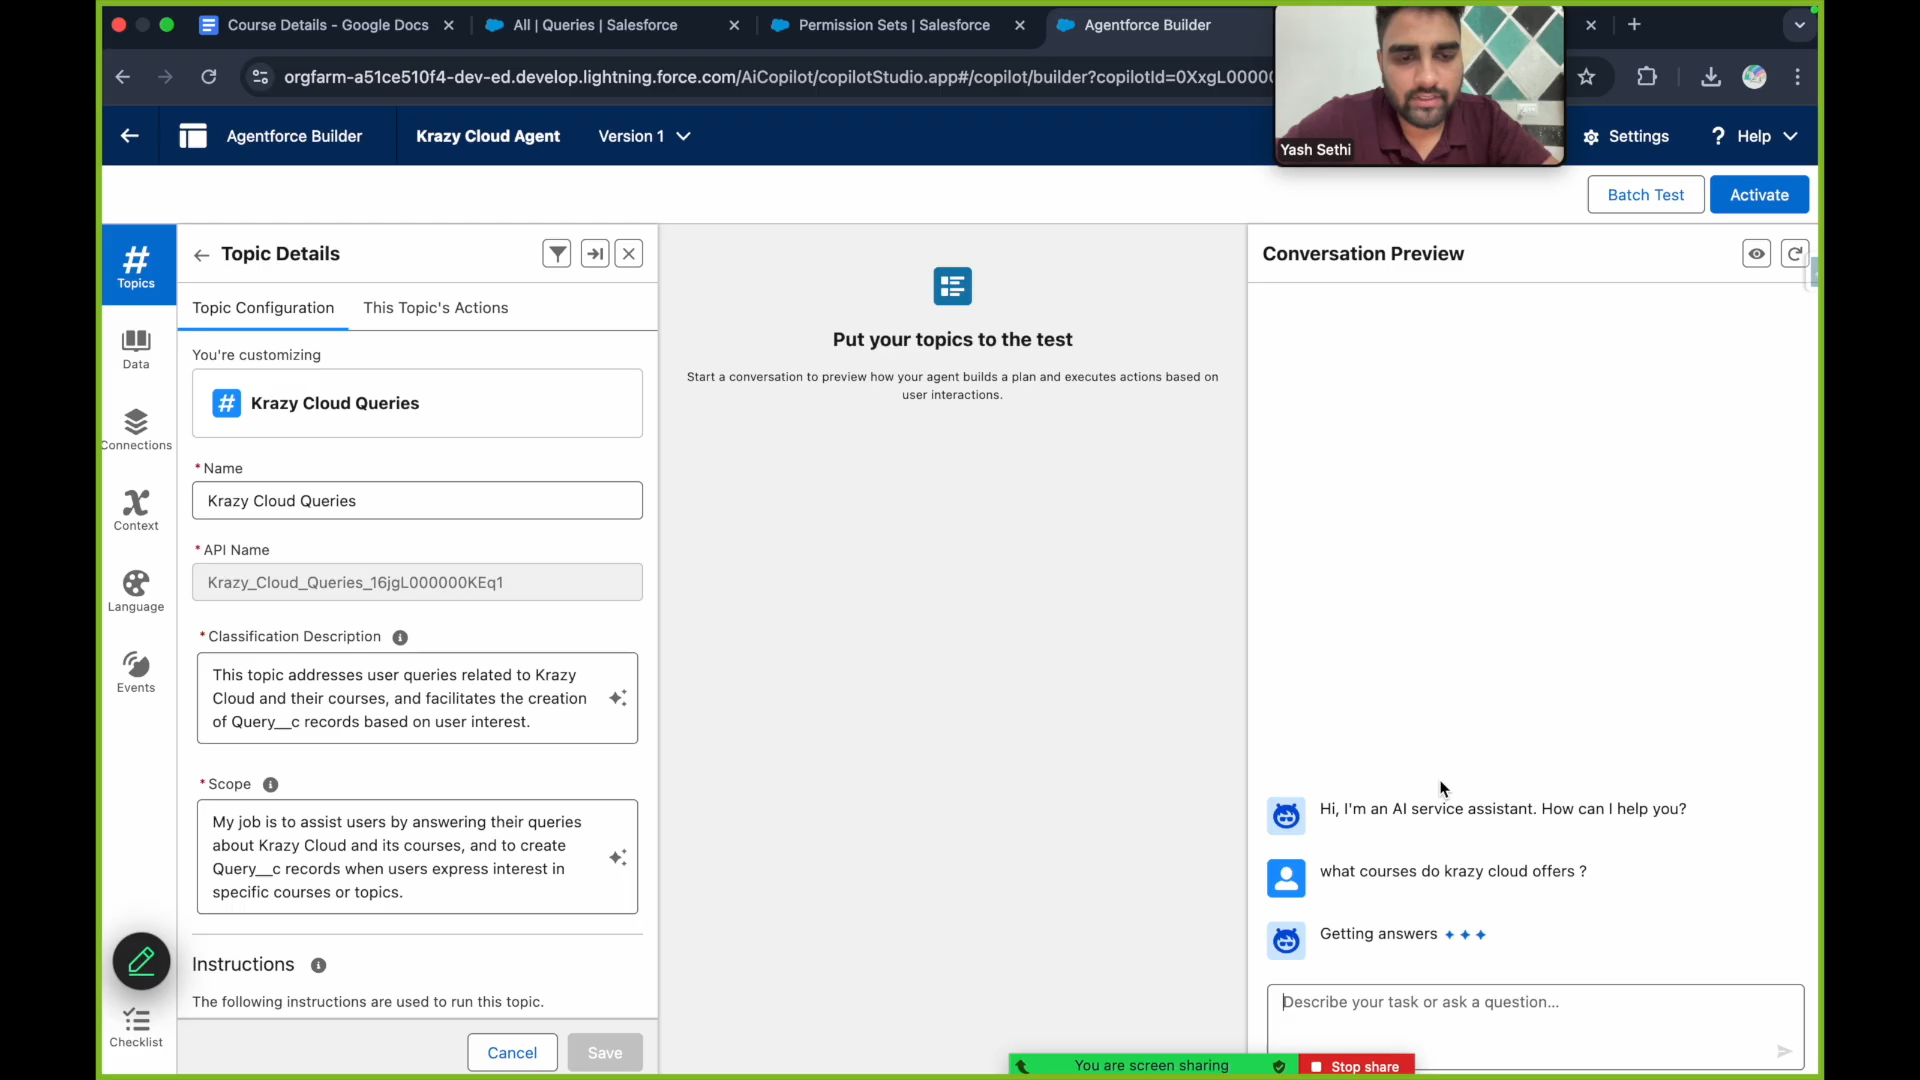 Course Details - Google Docs
All | Queries | Salesforce
Permission Sets | Salesforce
Agentforce Builder
orgfarm-a51ce510f4-dev-ed.develop.lightning.force.com/AiCopilot/copilotStudio.app#/copilot/builder?copilotId=0XxgL0000
Agentforce Builder
Krazy Cloud Agent
Version 1
Yash Sethi
Settings
? Help
Batch Test
Activate
# Topics
Data
Connections
Context
Language
Events
Checklist
Topic Details
Topic Configuration
This Topic's Actions
You're customizing
# Krazy Cloud Queries
* Name
Krazy Cloud Queries
* API Name
Krazy_Cloud_Queries_16jgL000000KEq1
* Classification Description
This topic addresses user queries related to Krazy
Cloud and their courses, and facilitates the creation
of Query__c records based on user interest.
* Scope
My job is to assist users by answering their queries
about Krazy Cloud and its courses, and to create
Query__c records when users express interest in
specific courses or topics.
Instructions
The following instructions are used to run this topic.
Cancel
Save
Put your topics to the test
Start a conversation to preview how your agent builds a plan and executes actions based on
user interactions.
Conversation Preview
Hi, I'm an AI service assistant. How can I help you?
what courses do krazy cloud offers ?
Getting answers
Describe your task or ask a question...
You are screen sharing
Stop share